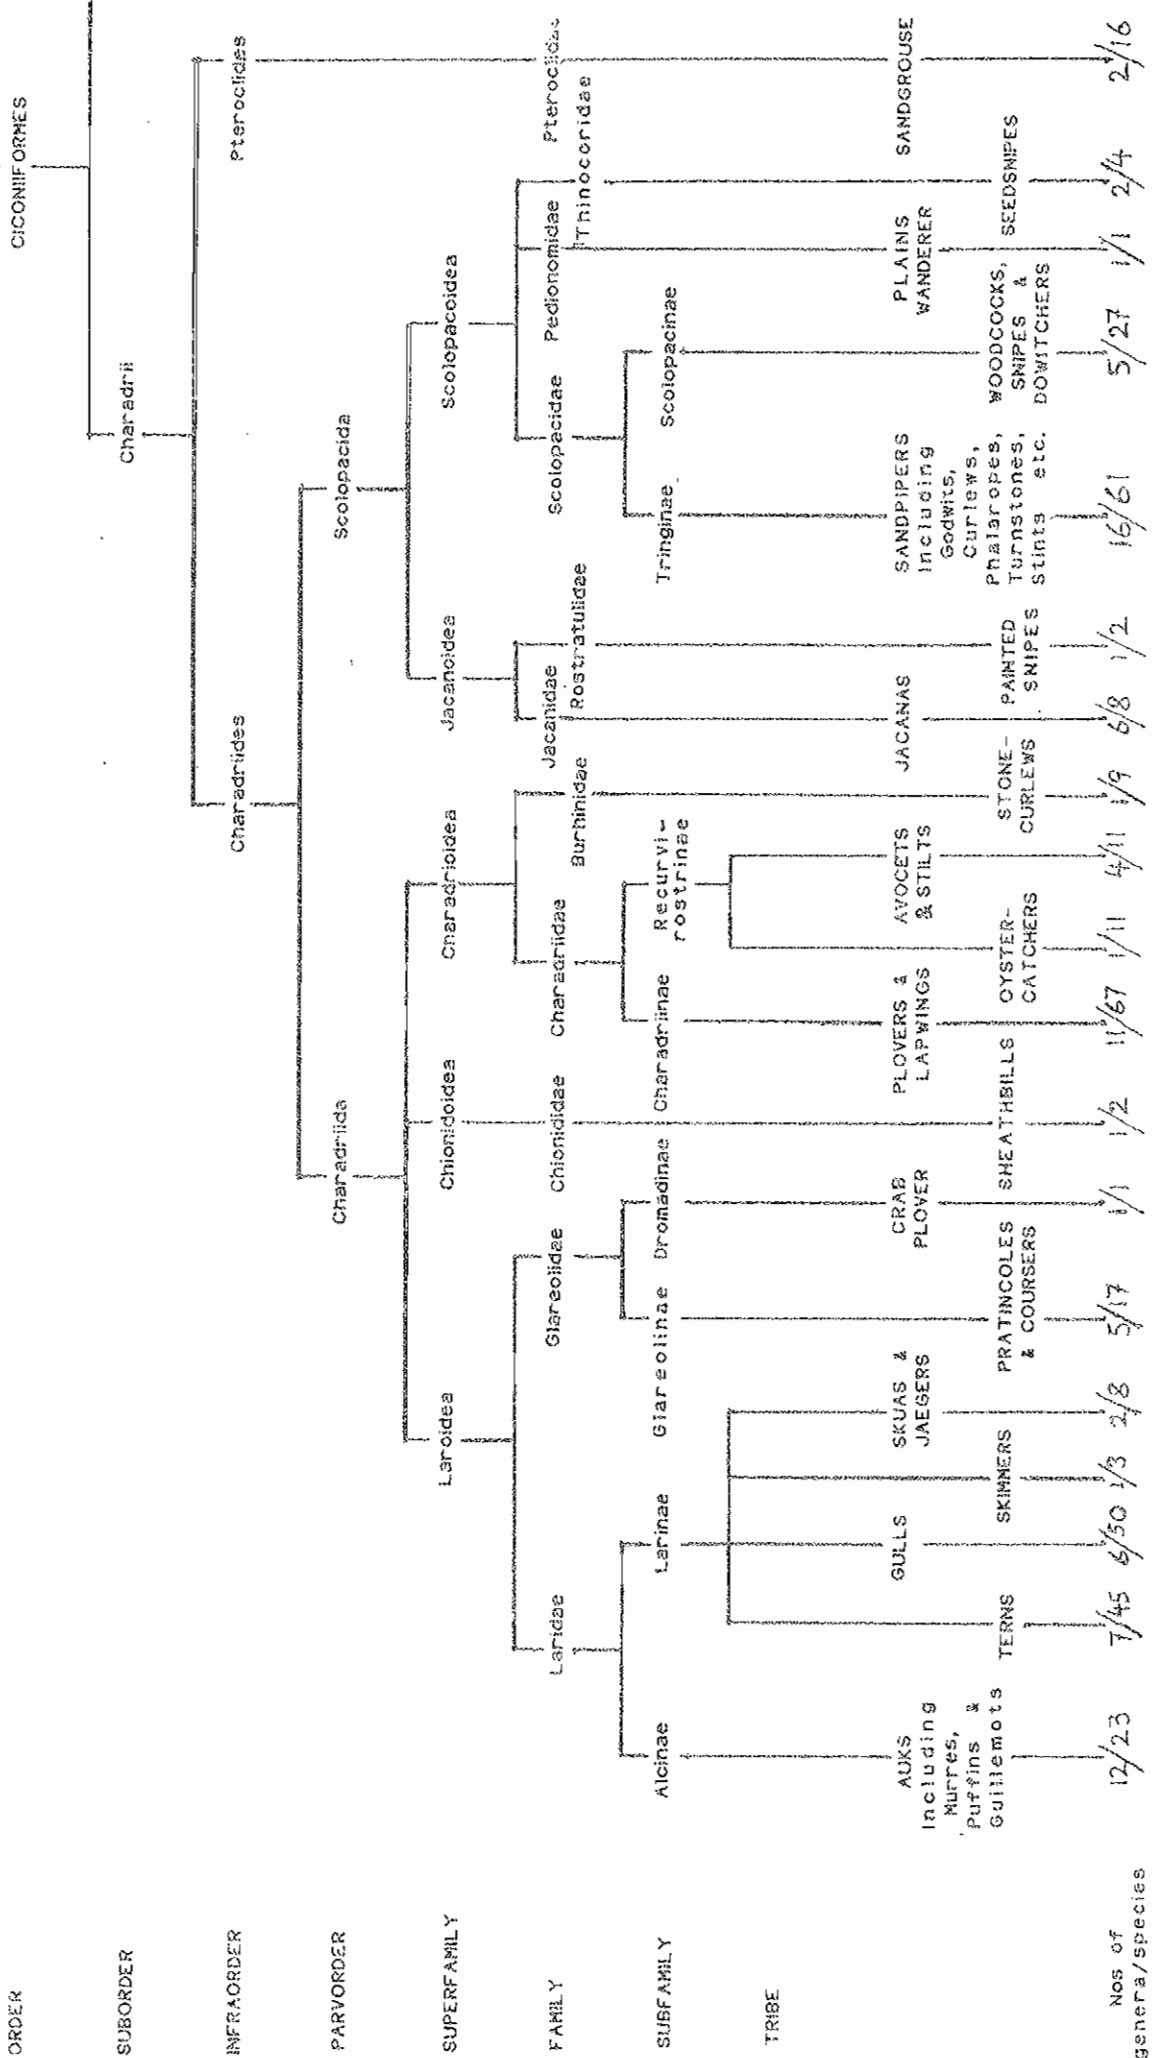 ORDER
CICONIIFORMES
SUBORDER
Charadrii
INFRAORDER
Charadriides
Pteroclides
PARVORDER
Charadriida
Scolopacida
SUPERFAMILY
Laroidea
Chionidoidea
Charadrioidea
Jacanoidea
Scolopacoidea
FAMILY
Laridae
Glareolidae
Chionididae
Charadriidae
Burhinidae
Jacanidae
Rostratulidae
Scolopacidae
Pedionomidae
Thinocoridae
Pteroclidae
SUBFAMILY
Alcinae
Larinae
Glareolinae
Dromadinae
Charadriinae
Recurvi-
rostrinae
Tringinae
Scolopacinae
TRIBE
AUKS
Including
Murres,
Puffins &
Guillemots
TERNS
GULLS
SKIMMERS
SKUAS &
JAEGERS
PRATINCOLES
& COURSERS
CRAB
PLOVER
SHEATHBILLS
PLOVERS &
LAPWINGS
OYSTER-
CATCHERS
AVOCETS
& STILTS
STONE-
CURLEWS
JACANAS
PAINTED
SNIPES
SANDPIPERS
Including
Godwits,
Curlews,
Phalaropes,
Turnstones,
Stints etc.
WOODCOCKS,
SNIPES &
DOWITCHERS
PLAINS
WANDERER
SEEDSNIPES
SANDGROUSE
Nos of
genera/species
12/23
7/45
6/50
1/3
2/8
5/17
1/1
1/2
11/67
1/11
4/11
1/9
6/8
1/2
16/61
5/27
1/1
2/4
2/16